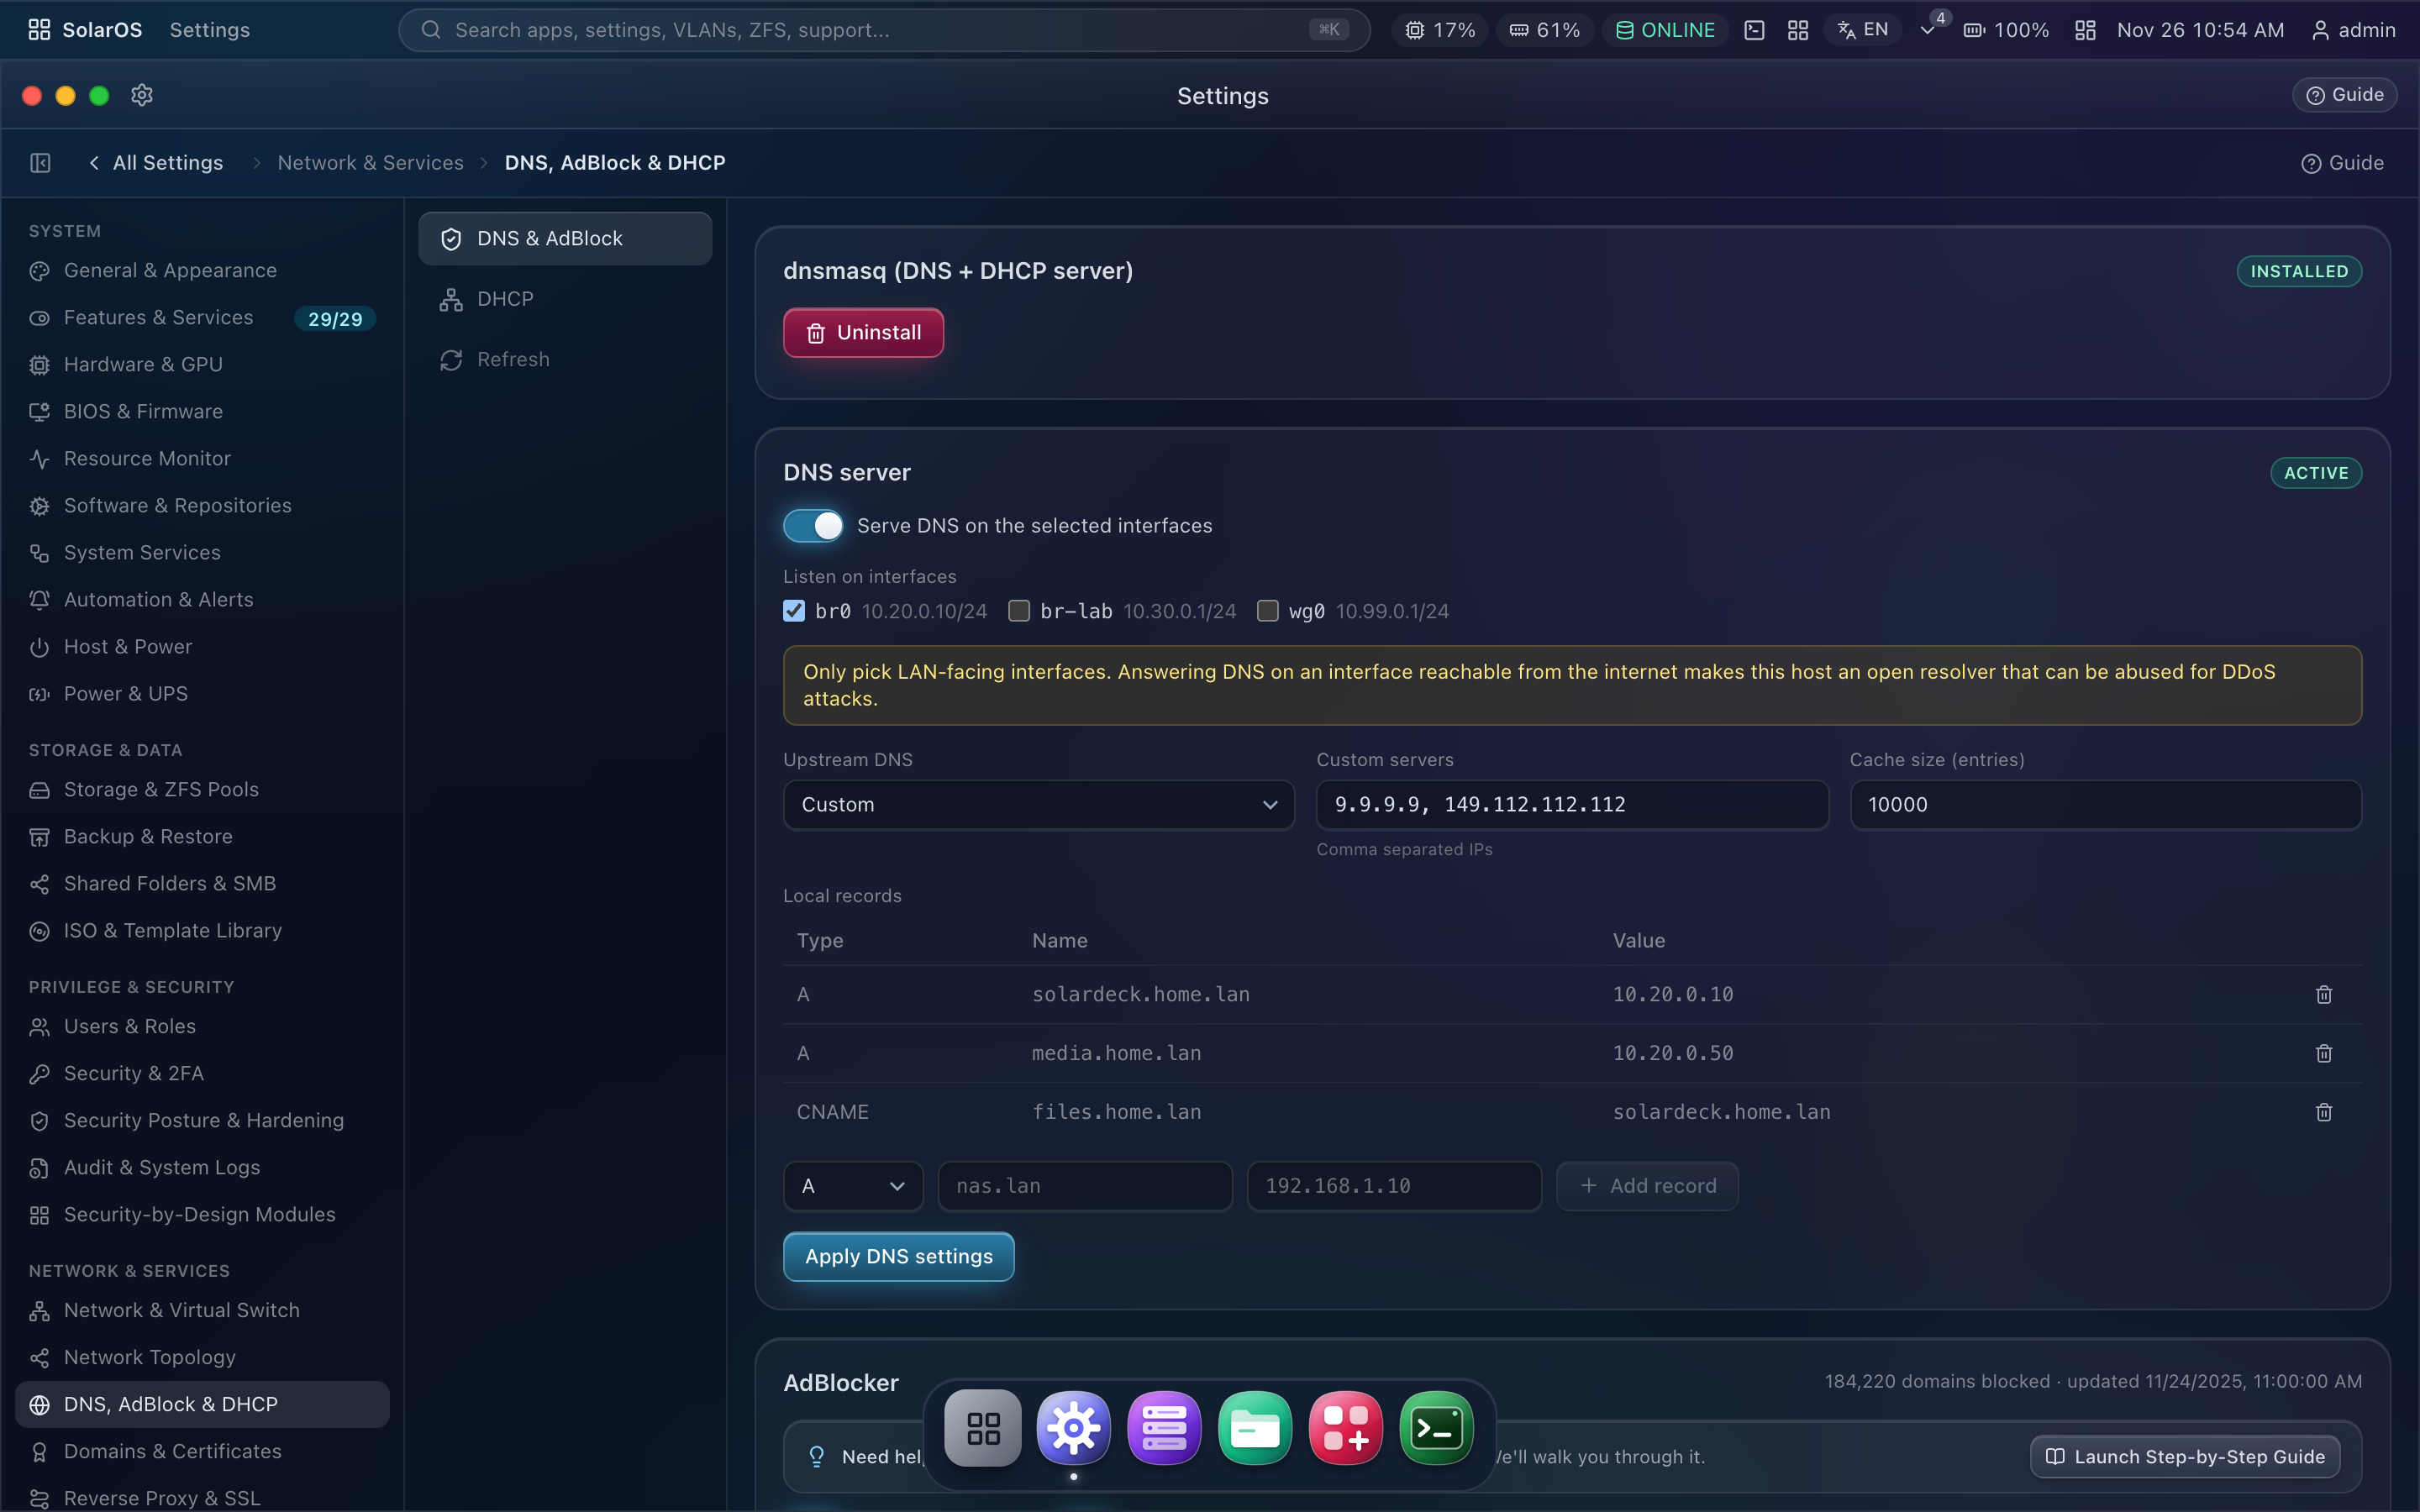 SolarOS Settings Search apps, settings, VLANs, ZFS, support... ⌘K 17% 61% ONLINE EN 4 100% Nov 26 10:54 AM admin
Settings Guide
All Settings Network & Services DNS, AdBlock & DHCP Guide
SYSTEM
General & Appearance
Features & Services 29/29
Hardware & GPU
BIOS & Firmware
Resource Monitor
Software & Repositories
System Services
Automation & Alerts
Host & Power
Power & UPS
STORAGE & DATA
Storage & ZFS Pools
Backup & Restore
Shared Folders & SMB
ISO & Template Library
PRIVILEGE & SECURITY
Users & Roles
Security & 2FA
Security Posture & Hardening
Audit & System Logs
Security-by-Design Modules
NETWORK & SERVICES
Network & Virtual Switch
Network Topology
DNS, AdBlock & DHCP
Domains & Certificates
Reverse Proxy & SSL
DNS & AdBlock
DHCP
Refresh
dnsmasq (DNS + DHCP server) INSTALLED
Uninstall
DNS server ACTIVE
Serve DNS on the selected interfaces
Listen on interfaces
br0 10.20.0.10/24 br-lab 10.30.0.1/24 wg0 10.99.0.1/24
Only pick LAN-facing interfaces. Answering DNS on an interface reachable from the internet makes this host an open resolver that can be abused for DDoS
attacks.
Upstream DNS Custom servers Cache size (entries)
Custom 9.9.9.9, 149.112.112.112 10000
Comma separated IPs
Local records
Type Name Value
A solardeck.home.lan 10.20.0.10
A media.home.lan 10.20.0.50
CNAME files.home.lan solardeck.home.lan
A nas.lan 192.168.1.10 + Add record
Apply DNS settings
AdBlocker 184,220 domains blocked · updated 11/24/2025, 11:00:00 AM
Need 'll walk you through it. Launch Step-by-Step Guide